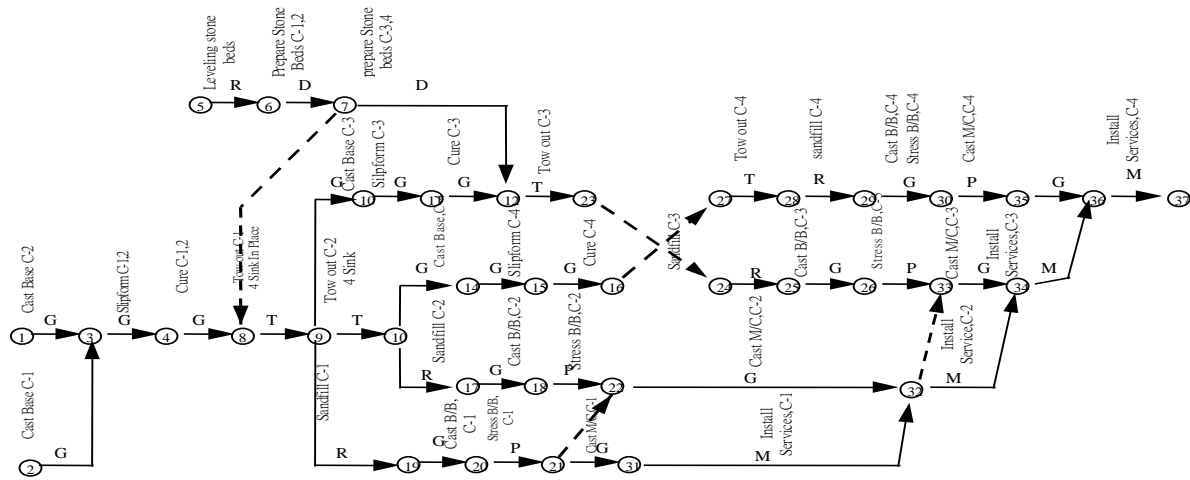 Leveling stone
beds
Prepare Stone
Beds C-1,2
prepare Stone
beds C-3,4
R
D
D
5
6
7
Cast Base C-3
Silpform C-3
Cure C-3
Tow out C-3
Tow out C-4
sandfill C-4
Cast B/B,C-4
Stress B/B,C-4
Cast M/C,C-4
Install
Services,C-4
G
G
G
T
T
R
G
P
G
M
10
11
12
23
27
28
29
30
35
36
37
Cast Base,C
Slhpform C-4
Cure C-4
Sandfill C-3
Cast B/B,C-3
Stress B/B,C-3
Cast M/C,C-3
Install
Services,C-3
G
G
G
R
G
P
G
M
14
15
16
24
25
26
33
34
Cast Base C-2
Slipform C-1,2
Cure C-1,2
Tow out C-1
4 Sink In Place
Tow out C-2
4 Sink
G
G
G
T
T
1
3
4
8
9
10
Sandfill C-2
Cast B/B,C-2
Stress B/B,C-2
Cast M/C,C-2
Install
Service,C-2
R
G
P
G
M
17
18
22
32
Cast Base C-1
Sandfill C-1
Cast B/B,
C-1
Stress B/B,
C-1
Cast M/C,C-1
Install
Services,C-1
G
R
G
P
G
M
2
19
20
21
31